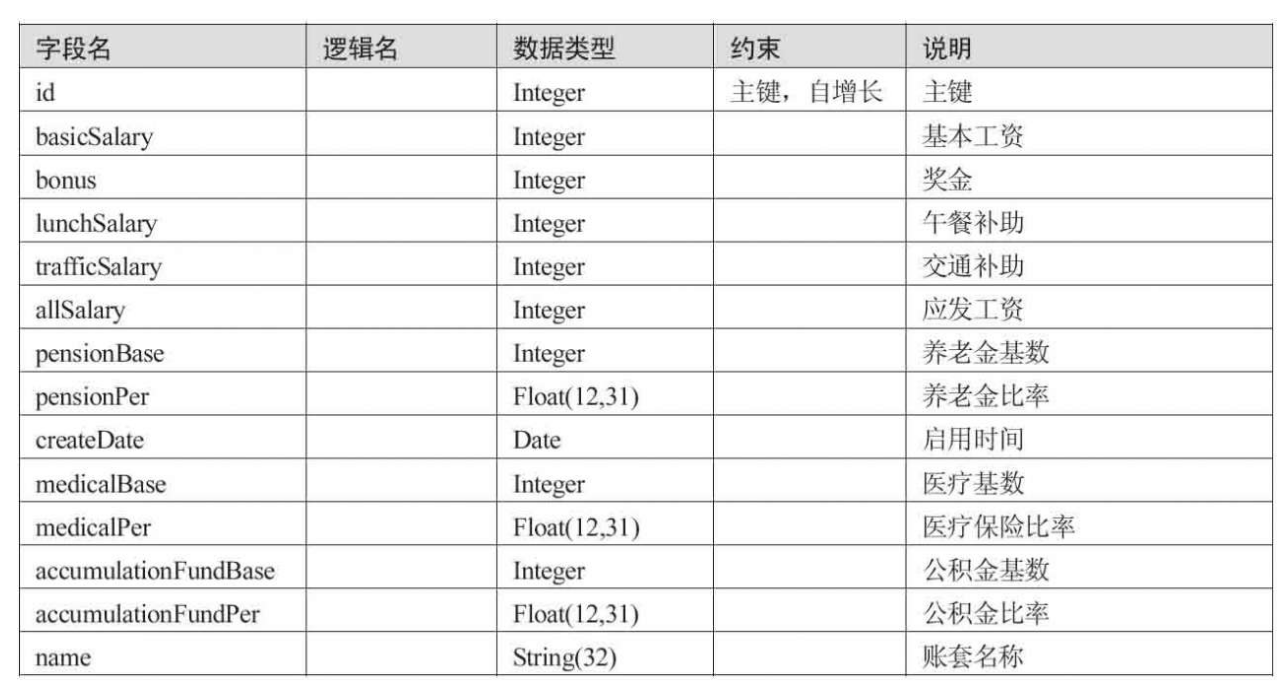 字段名 逻辑名 数据类型 约束 说明
id Integer 主键，自增长 主键
basicSalary Integer 基本工资
bonus Integer 奖金
lunchSalary Integer 午餐补助
trafficSalary Integer 交通补助
allSalary Integer 应发工资
pensionBase Integer 养老金基数
pensionPer Float(12,31) 养老金比率
createDate Date 启用时间
medicalBase Integer 医疗基数
medicalPer Float(12,31) 医疗保险比率
accumulationFundBase Integer 公积金基数
accumulationFundPer Float(12,31) 公积金比率
name String(32) 账套名称